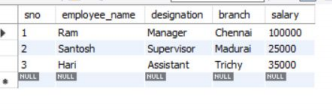 sno employee_name designation branch salary
1 Ram Manager Chennai 100000
2 Santosh Supervisor Madurai 25000
3 Hari Assistant Trichy 35000
NULL NULL NULL NULL NULL